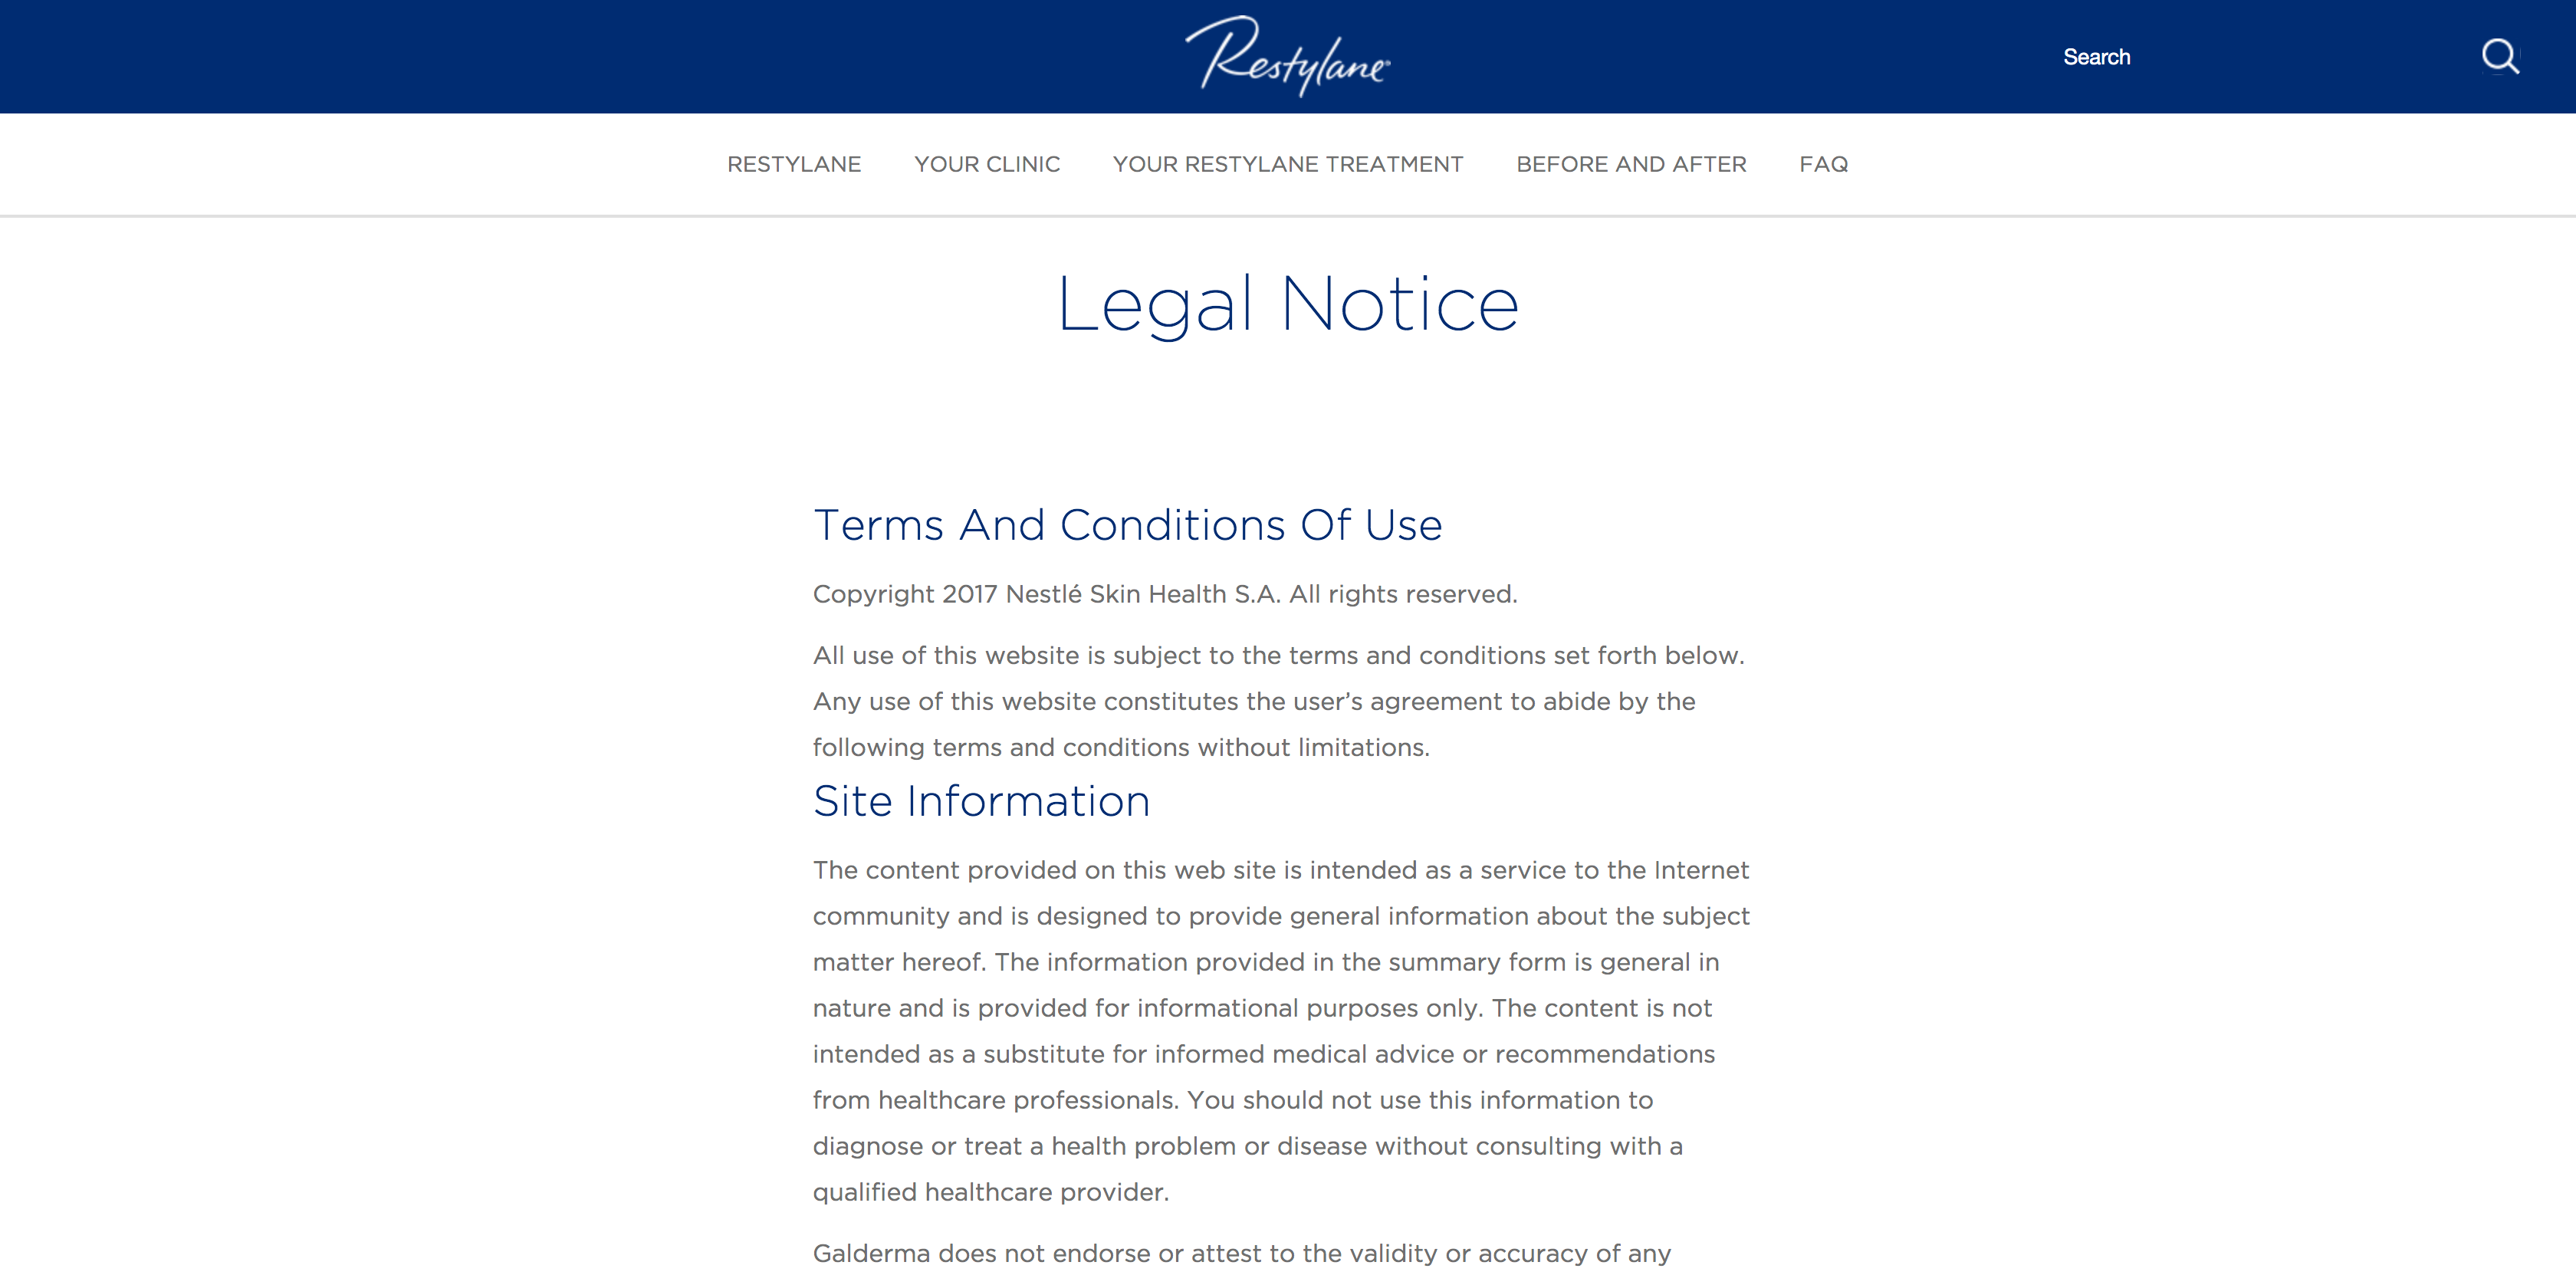 Restylane
Search
RESTYLANE YOUR CLINIC YOUR RESTYLANE TREATMENT BEFORE AND AFTER FAQ
Legal Notice
Terms And Conditions Of Use
Copyright 2017 Nestlé Skin Health S.A. All rights reserved.
All use of this website is subject to the terms and conditions set forth below.
Any use of this website constitutes the user’s agreement to abide by the
following terms and conditions without limitations.
Site Information
The content provided on this web site is intended as a service to the Internet
community and is designed to provide general information about the subject
matter hereof. The information provided in the summary form is general in
nature and is provided for informational purposes only. The content is not
intended as a substitute for informed medical advice or recommendations
from healthcare professionals. You should not use this information to
diagnose or treat a health problem or disease without consulting with a
qualified healthcare provider.
Galderma does not endorse or attest to the validity or accuracy of any